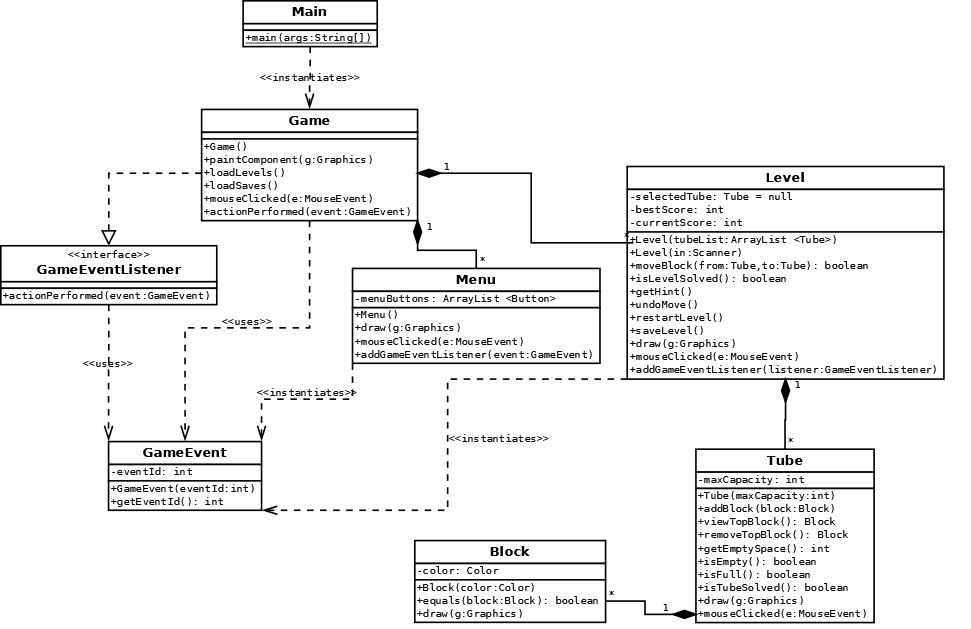 Main
+main(args:String[])
<<instantiates>>
Game
+Game()
+paintComponent(g:Graphics)
+loadLevels()
+loadSaves()
+mouseClicked(e:MouseEvent)
+actionPerformed(event:GameEvent)
1
1
*
*
<<interface>>
GameEventListener
+actionPerformed(event:GameEvent)
<<uses>>
<<uses>>
Menu
-menuButtons: ArrayList <Button>
+Menu()
+draw(g:Graphics)
+mouseClicked(e:MouseEvent)
+addGameEventListener(event:GameEvent)
<<instantiates>>
<<instantiates>>
Level
-selectedTube: Tube = null
-bestScore: int
-currentScore: int
+Level(tubeList:ArrayList <Tube>)
+Level(in:Scanner)
+moveBlock(from:Tube,to:Tube): boolean
+isLevelSolved(): boolean
+getHint()
+undoMove()
+restartLevel()
+saveLevel()
+draw(g:Graphics)
+mouseClicked(e:MouseEvent)
+addGameEventListener(listener:GameEventListener)
1
*
GameEvent
-eventId: int
+GameEvent(eventId:int)
+getEventId(): int
Tube
-maxCapacity: int
+Tube(maxCapacity:int)
+addBlock(block:Block)
+viewTopBlock(): Block
+removeTopBlock(): Block
+getEmptySpace(): int
+isEmpty(): boolean
+isFull(): boolean
+isTubeSolved(): boolean
+draw(g:Graphics)
+mouseClicked(e:MouseEvent)
1
*
Block
-color: Color
+Block(color:Color)
+equals(block:Block): boolean
+draw(g:Graphics)